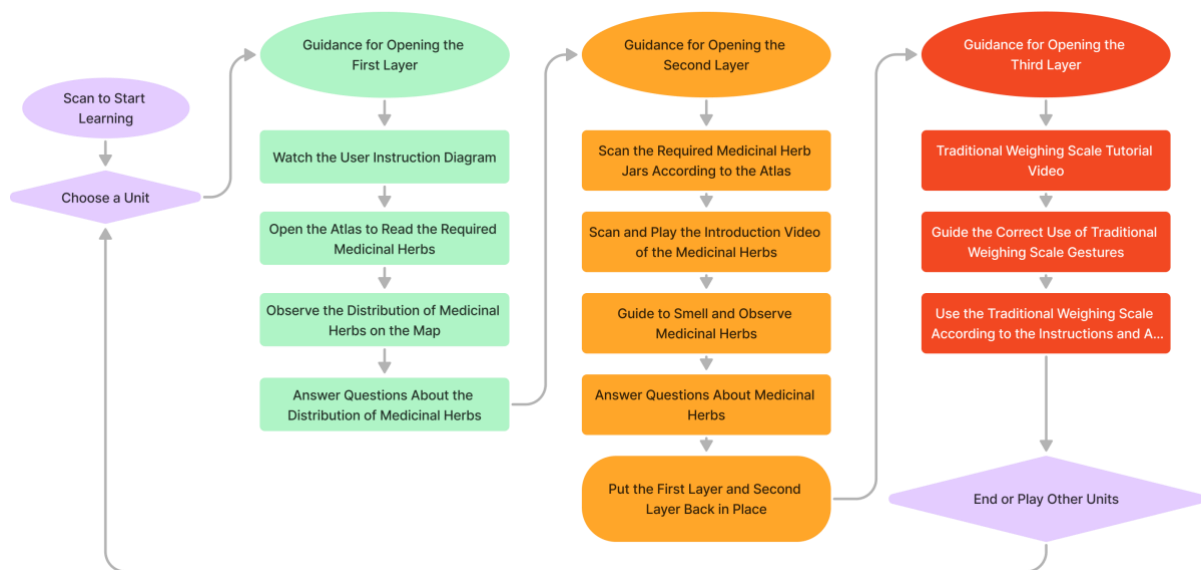 Scan to Start
Learning
Choose a Unit
Guidance for Opening the
First Layer
Watch the User Instruction Diagram
Open the Atlas to Read the Required
Medicinal Herbs
Observe the Distribution of Medicinal
Herbs on the Map
Answer Questions About the
Distribution of Medicinal Herbs
Guidance for Opening the
Second Layer
Scan the Required Medicinal Herb
Jars According to the Atlas
Scan and Play the Introduction Video
of the Medicinal Herbs
Guide to Smell and Observe
Medicinal Herbs
Answer Questions About Medicinal
Herbs
Put the First Layer and Second
Layer Back in Place
Guidance for Opening the
Third Layer
Traditional Weighing Scale Tutorial
Video
Guide the Correct Use of Traditional
Weighing Scale Gestures
Use the Traditional Weighing Scale
According to the Instructions and A...
End or Play Other Units